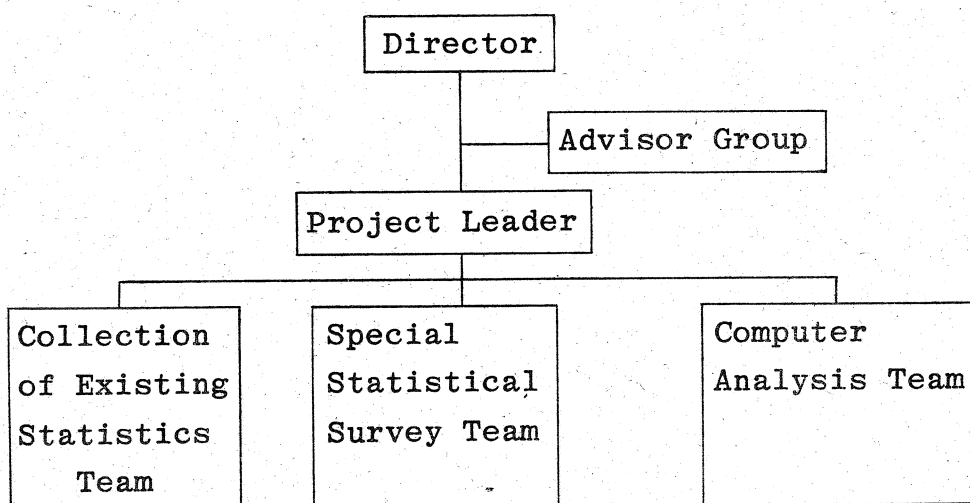 Director
Advisor Group
Project Leader
Collection
of Existing
Statistics
Team
Special
Statistical
Survey Team
Computer
Analysis Team